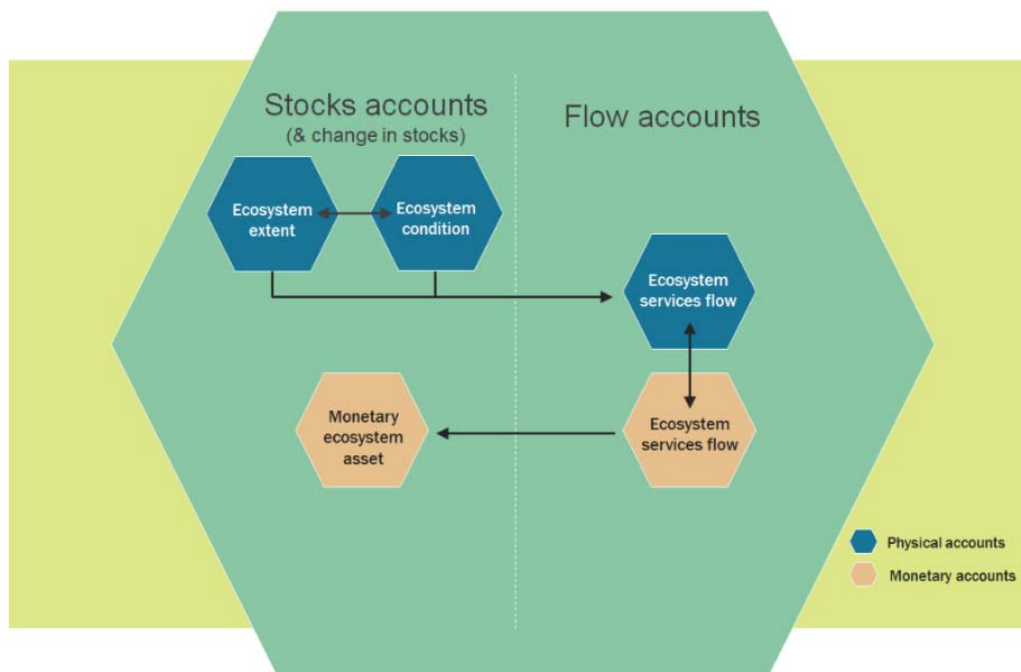 Stocks accounts
(& change in stocks)
Flow accounts
Ecosystem
extent
Ecosystem
condition
Ecosystem
services flow
Monetary
ecosystem
asset
Ecosystem
services flow
Physical accounts
Monetary accounts